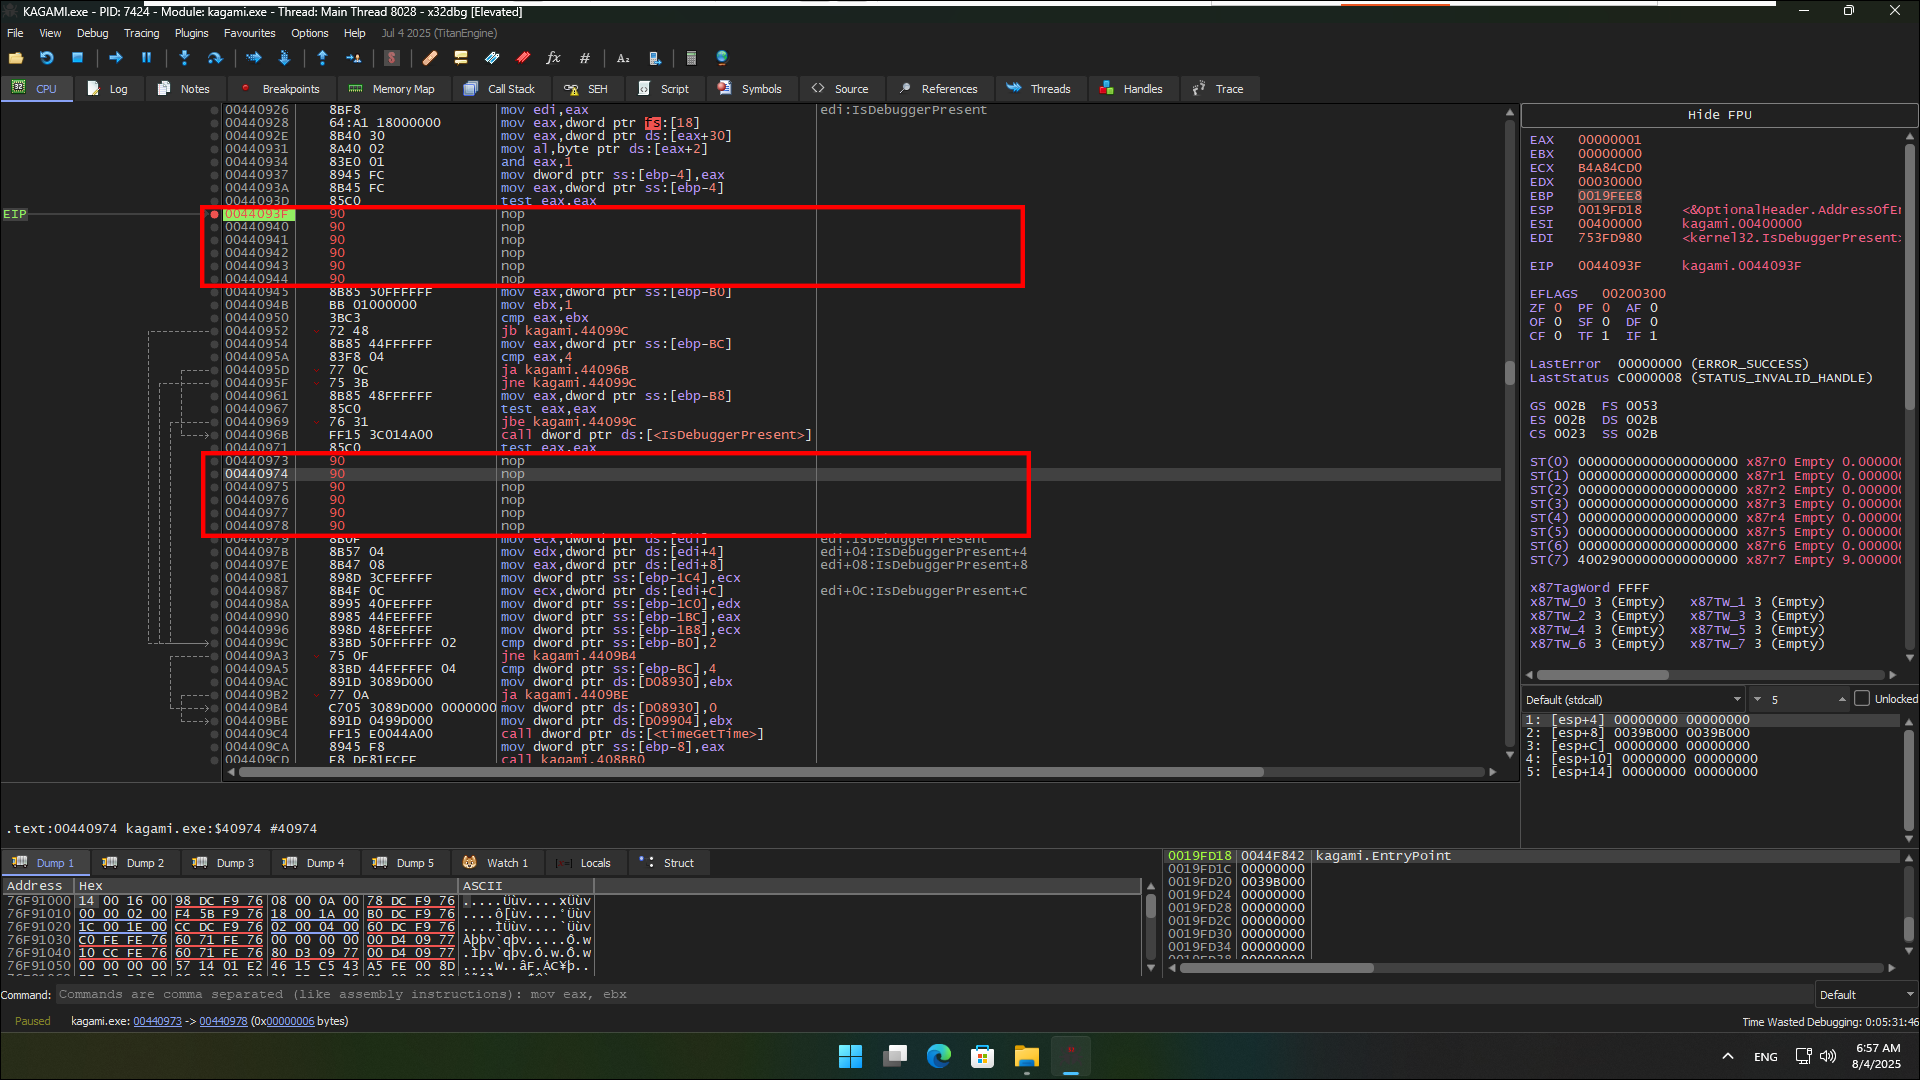 KAGAMI.exe - PID: 7424 - Module: kagami.exe - Thread: Main Thread 8028 - x32dbg [Elevated]
File View Debug Tracing Plugins Favourites Options Help Jul 4 2025 (TitanEngine)
CPU Log Notes Breakpoints Memory Map Call Stack SEH Script Symbols Source References Threads Handles Trace
00440926 8BF8 mov edi,eax edi:IsDebuggerPresent
00440928 64:A1 18000000 mov eax,dword ptr fs:[18]
0044092E 8B40 30 mov eax,dword ptr ds:[eax+30]
00440931 8A40 02 mov al,byte ptr ds:[eax+2]
00440934 83E0 01 and eax,1
00440937 8945 FC mov dword ptr ss:[ebp-4],eax
0044093A 8B45 FC mov eax,dword ptr ss:[ebp-4]
0044093D 85C0 test eax,eax
EIP 0044093F 90 nop
00440940 90 nop
00440941 90 nop
00440942 90 nop
00440943 90 nop
00440944 90 nop
00440945 8B85 50FFFFFF mov eax,dword ptr ss:[ebp-B0]
0044094B BB 01000000 mov ebx,1
00440950 3BC3 cmp eax,ebx
00440952 72 48 jb kagami.44099C
00440954 8B85 44FFFFFF mov eax,dword ptr ss:[ebp-BC]
0044095A 83F8 04 cmp eax,4
0044095D 77 0C ja kagami.44096B
0044095F 75 3B jne kagami.44099C
00440961 8B85 48FFFFFF mov eax,dword ptr ss:[ebp-B8]
00440967 85C0 test eax,eax
00440969 76 31 jbe kagami.44099C
0044096B FF15 3C014A00 call dword ptr ds:[<IsDebuggerPresent>]
00440971 85C0 test eax,eax
00440973 90 nop
00440974 90 nop
00440975 90 nop
00440976 90 nop
00440977 90 nop
00440978 90 nop
00440979 8B0F mov ecx,dword ptr ds:[edi] edi:IsDebuggerPresent
0044097B 8B57 04 mov edx,dword ptr ds:[edi+4] edi+04:IsDebuggerPresent+4
0044097E 8B47 08 mov eax,dword ptr ds:[edi+8] edi+08:IsDebuggerPresent+8
00440981 898D 3CFEFFFF mov dword ptr ss:[ebp-1C4],ecx
00440987 8B4F 0C mov ecx,dword ptr ds:[edi+C] edi+0C:IsDebuggerPresent+C
0044098A 8995 40FEFFFF mov dword ptr ss:[ebp-1C0],edx
00440990 8985 44FEFFFF mov dword ptr ss:[ebp-1BC],eax
00440996 898D 48FEFFFF mov dword ptr ss:[ebp-1B8],ecx
0044099C 83BD 50FFFFFF 02 cmp dword ptr ss:[ebp-B0],2
004409A3 75 0F jne kagami.4409B4
004409A5 83BD 44FFFFFF 04 cmp dword ptr ss:[ebp-BC],4
004409AC 891D 3089D000 mov dword ptr ds:[D08930],ebx
004409B2 77 0A ja kagami.4409BE
004409B4 C705 3089D000 0000000 mov dword ptr ds:[D08930],0
004409BE 891D 0499D000 mov dword ptr ds:[D09904],ebx
004409C4 FF15 E0044A00 call dword ptr ds:[<timeGetTime>]
004409CA 8945 F8 mov dword ptr ss:[ebp-8],eax
004409CD E8 DE81FCFF call kagami.408BB0
Hide FPU
EAX 00000001
EBX 00000000
ECX B4A84CD0
EDX 00030000
EBP 0019FEE8
ESP 0019FD18 <&OptionalHeader.AddressOfEn
ESI 00400000 kagami.00400000
EDI 753FD980 <kernel32.IsDebuggerPresent>
EIP 0044093F kagami.0044093F
EFLAGS 00200300
ZF 0 PF 0 AF 0
OF 0 SF 0 DF 0
CF 0 TF 1 IF 1
LastError 00000000 (ERROR_SUCCESS)
LastStatus C0000008 (STATUS_INVALID_HANDLE)
GS 002B FS 0053
ES 002B DS 002B
CS 0023 SS 002B
ST(0) 00000000000000000000 x87r0 Empty 0.00000
ST(1) 00000000000000000000 x87r1 Empty 0.00000
ST(2) 00000000000000000000 x87r2 Empty 0.00000
ST(3) 00000000000000000000 x87r3 Empty 0.00000
ST(4) 00000000000000000000 x87r4 Empty 0.00000
ST(5) 00000000000000000000 x87r5 Empty 0.00000
ST(6) 00000000000000000000 x87r6 Empty 0.00000
ST(7) 40029000000000000000 x87r7 Empty 9.00000
x87TagWord FFFF
x87TW_0 3 (Empty) x87TW_1 3 (Empty)
x87TW_2 3 (Empty) x87TW_3 3 (Empty)
x87TW_4 3 (Empty) x87TW_5 3 (Empty)
x87TW_6 3 (Empty) x87TW_7 3 (Empty)
Default (stdcall) 5 Unlocked
1: [esp+4] 00000000 00000000
2: [esp+8] 0039B000 0039B000
3: [esp+C] 00000000 00000000
4: [esp+10] 00000000 00000000
5: [esp+14] 00000000 00000000
.text:00440974 kagami.exe:$40974 #40974
Dump 1 Dump 2 Dump 3 Dump 4 Dump 5 Watch 1 Locals Struct
Address Hex ASCII
76F91000 14 00 16 00 98 DC F9 76 08 00 0A 00 78 DC F9 76 .....Üùv....xÜùv
76F91010 00 00 02 00 F4 5B F9 76 18 00 1A 00 B0 DC F9 76 ....ô[ùv....°Üùv
76F91020 1C 00 1E 00 CC DC F9 76 02 00 04 00 60 DC F9 76 ....ÌÜùv....`Üùv
76F91030 C0 FE FE 76 60 71 FE 76 00 00 00 00 00 D4 09 77 Àþþv`qþv.....Ô.w
76F91040 10 CC FE 76 60 71 FE 76 80 D3 09 77 00 D4 09 77 .Ìþv`qþv.Ó.w.Ô.w
76F91050 00 00 00 00 57 14 01 E2 46 15 C5 43 A5 FE 00 8D ....W..âF.ÅC¥þ..
0019FD18 0044F842 kagami.EntryPoint
0019FD1C 00000000
0019FD20 0039B000
0019FD24 00000000
0019FD28 00000000
0019FD2C 00000000
0019FD30 00000000
0019FD34 00000000
0019FD38 00000000
Command: Commands are comma separated (like assembly instructions): mov eax, ebx
Default
Paused kagami.exe: 00440973 -> 00440978 (0x00000006 bytes)
Time Wasted Debugging: 0:05:31:46
ENG
6:57 AM
8/4/2025